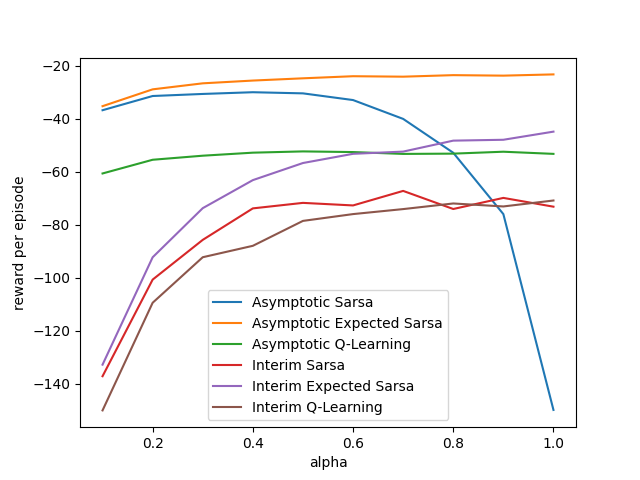 −20
−40
−60
−80
−100
−120
−140
reward per episode
Asymptotic Sarsa
Asymptotic Expected Sarsa
Asymptotic Q-Learning
Interim Sarsa
Interim Expected Sarsa
Interim Q-Learning
0.2 0.4 0.6 0.8 1.0
alpha